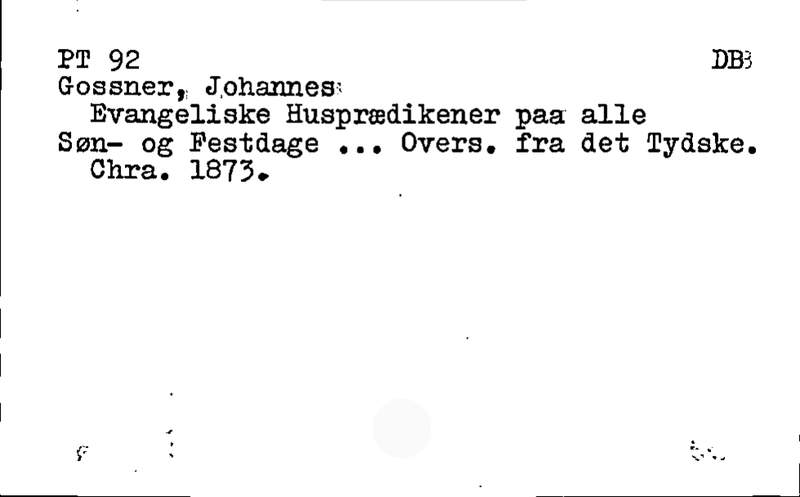 PT 92 DB3
Gossner, Johannes
Evangeliske Husprædikener paa alle
Søn- og Festdage ... Overs. fra det Tydske.
Chra. 1873.